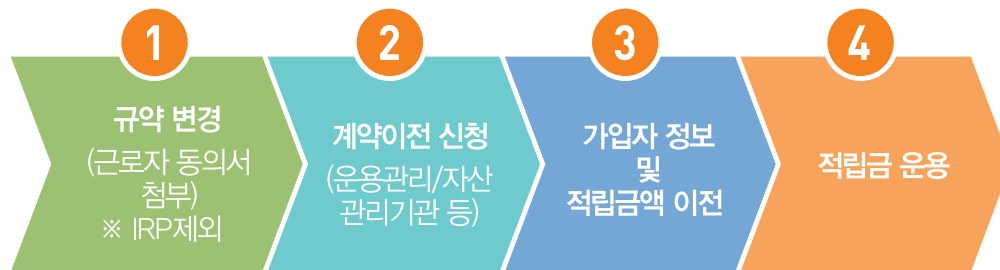 1
규약 변경
(근로자 동의서
첨부)
※ IRP제외
2
계약이전 신청
(운용관리/자산
관리기관 등)
3
가입자 정보
및
적립금액 이전
4
적립금 운용